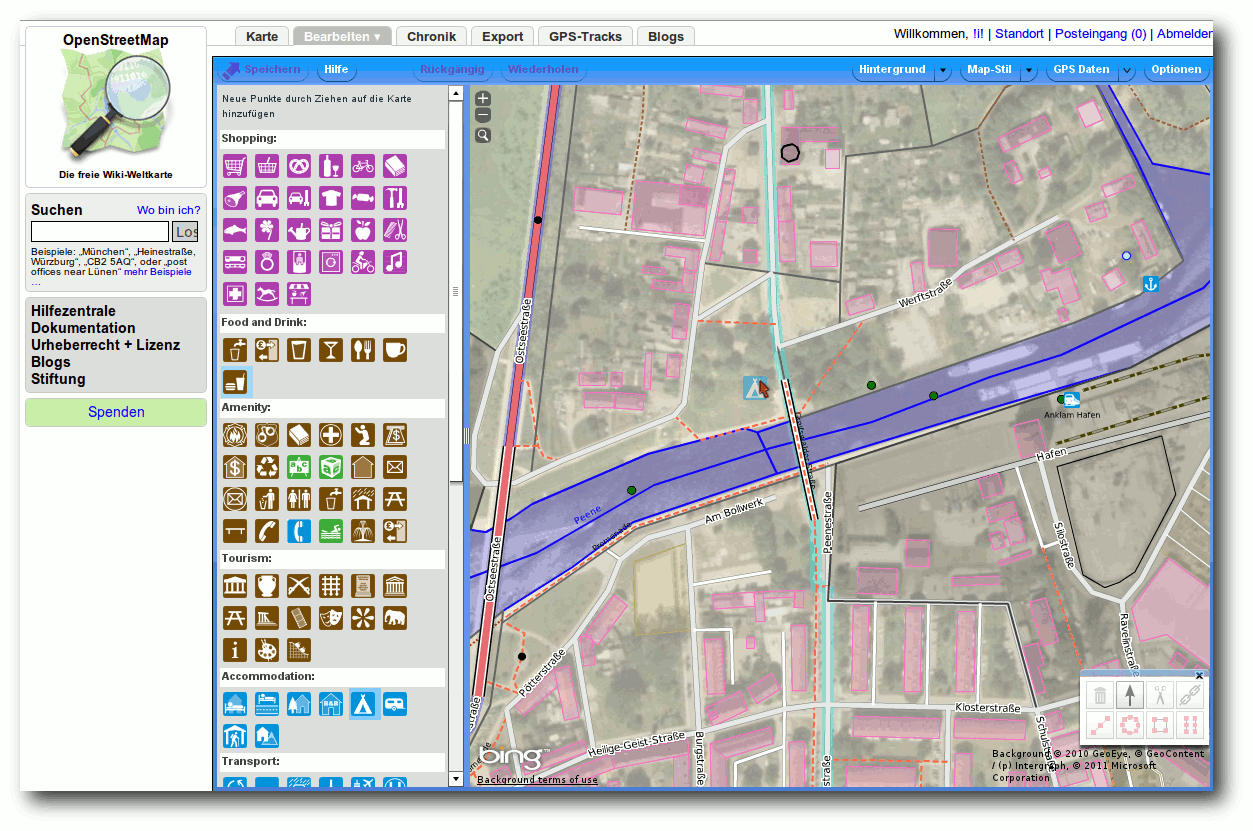 OpenStreetMap
Die freie Wiki-Weltkarte
Suchen
Wo bin ich?
Los
Beispiele: „München“, „Heinestraße,
Würzburg“, „CB2 5AQ“, oder „post
offices near Lünen“ mehr Beispiele
…
Hilfezentrale
Dokumentation
Urheberrecht + Lizenz
Blogs
Stiftung
Spenden
Karte
Bearbeiten ▾
Chronik
Export
GPS-Tracks
Blogs
Willkommen, !i! | Standort | Posteingang (0) | Abmelden
Speichern
Hilfe
Rückgängig
Wiederholen
Hintergrund
Map-Stil
GPS Daten
Optionen
Neue Punkte durch Ziehen auf die Karte
hinzufügen
Shopping:
Food and Drink:
Amenity:
Tourism:
Accommodation:
Transport:
Ostseestraße
Werftstraße
Anklam Hafen
Hafen
Peene
Promenade
Am Bollwerk
Peenestraße
Silostraße
Ostseestraße
Ravelinstraße
Pötterstraße
Klosterstraße
Heilige-Geist-Straße
Burgstraße
Schulstraße
straße
straße
B&B
abc
i
bing
Background terms of use
Background © 2010 GeoEye, © GeoContent
/ (p) Intergraph, © 2011 Microsoft
Corporation